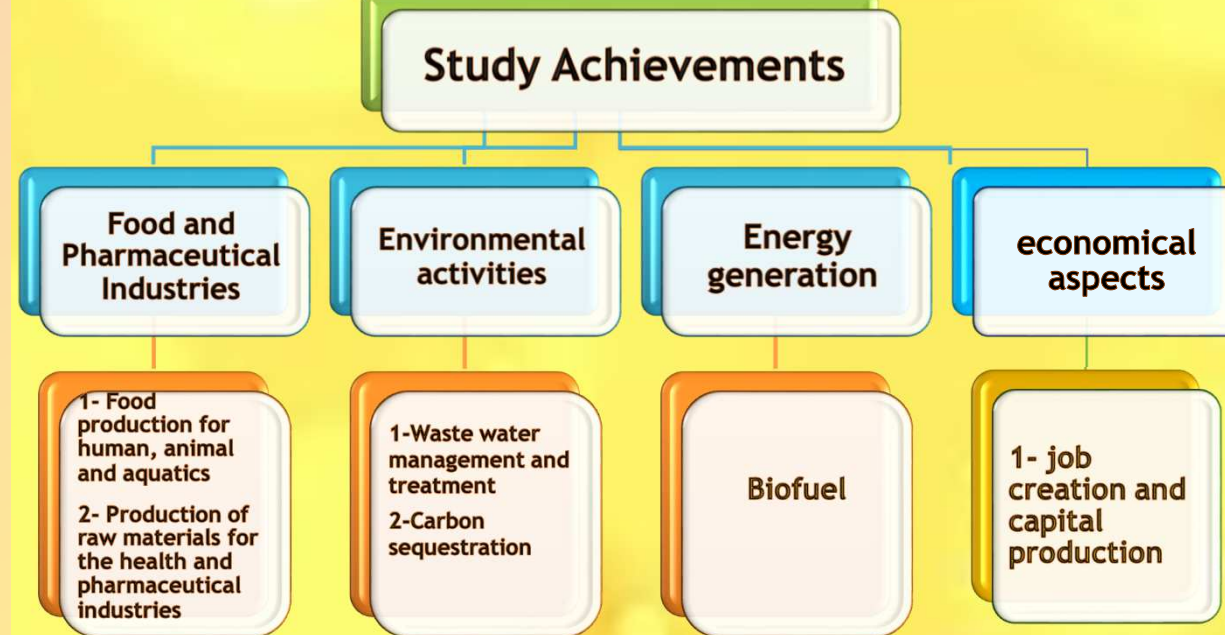 Study Achievements
Food and
Pharmaceutical
Industries
Environmental
activities
Energy
generation
economical
aspects
1- Food
production for
human, animal
and aquatics
2- Production of
raw materials for
the health and
pharmaceutical
industries
1-Waste water
management and
treatment
2-Carbon
sequestration
Biofuel
1- job
creation and
capital
production